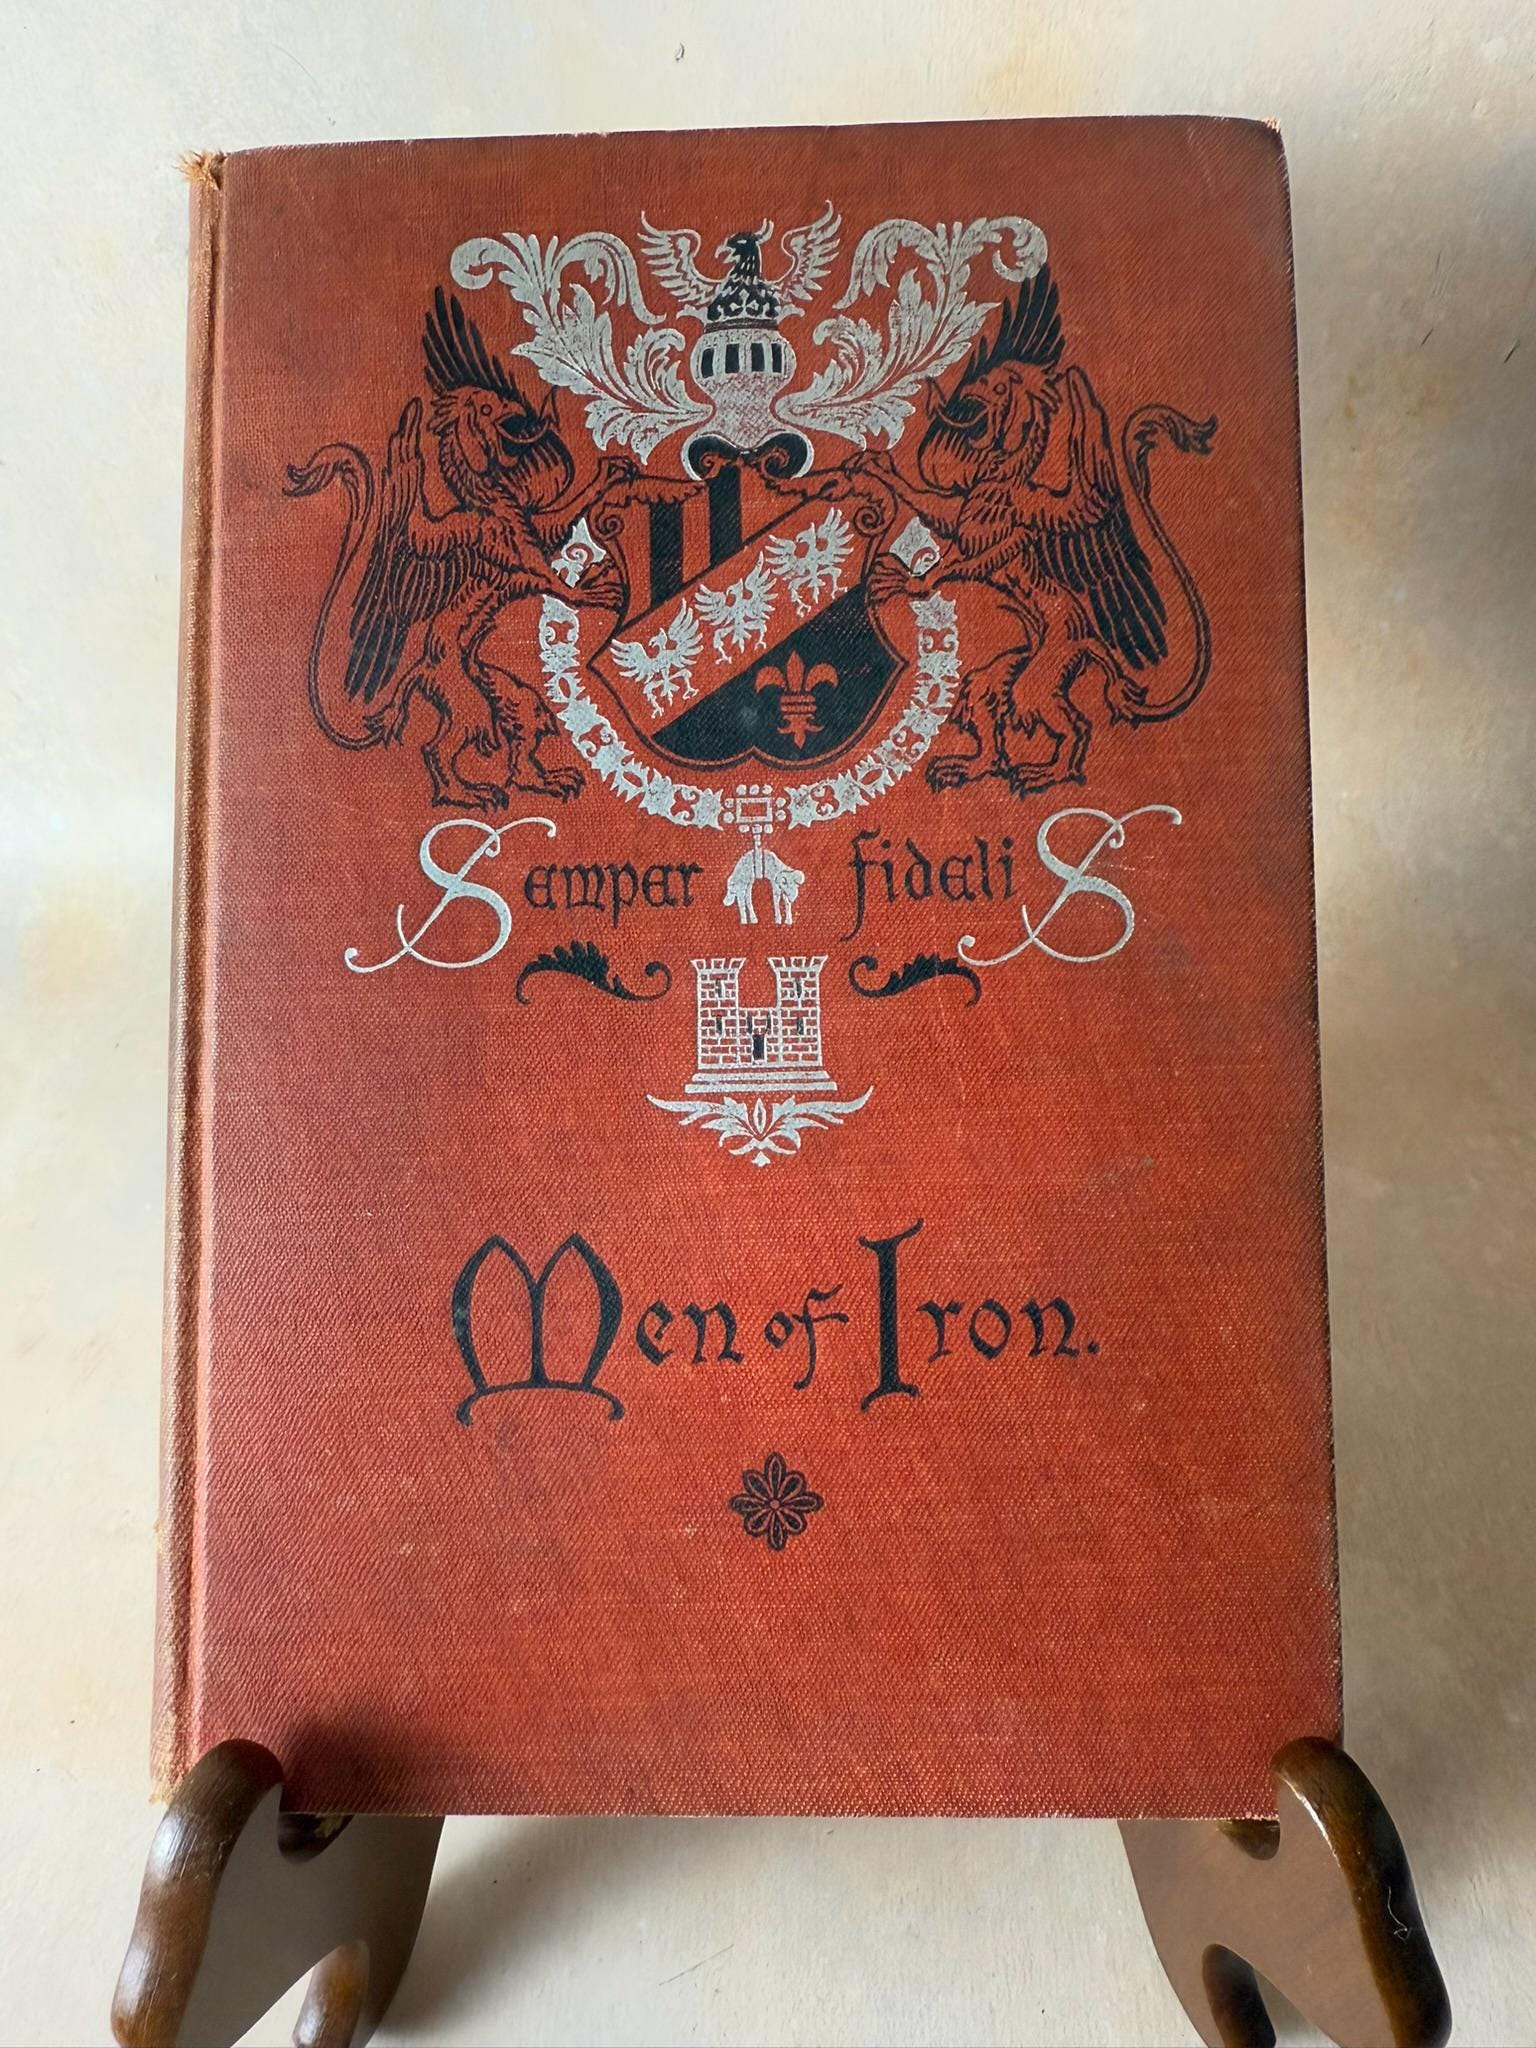 Semper fidelis
Men of Iron.